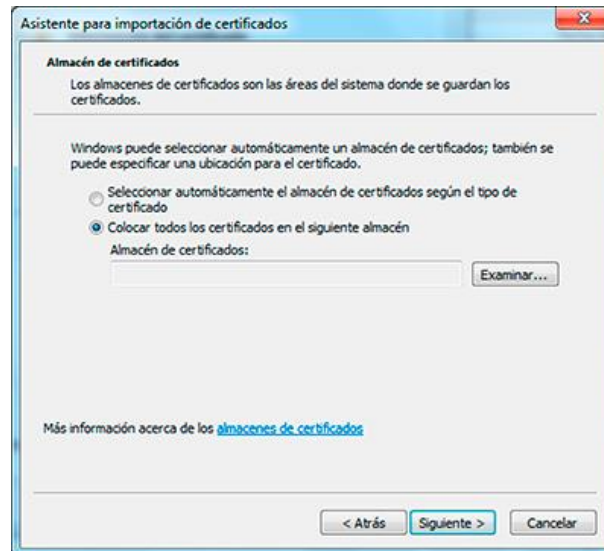 Asistente para importación de certificados
Almacén de certificados
Los almacenes de certificados son las áreas del sistema donde se guardan los
certificados.
Windows puede seleccionar automáticamente un almacén de certificados; también se
puede especificar una ubicación para el certificado.
Seleccionar automáticamente el almacén de certificados según el tipo de
certificado
Colocar todos los certificados en el siguiente almacén
Almacén de certificados:
Examinar...
Más información acerca de los almacenes de certificados
< Atrás Siguiente > Cancelar